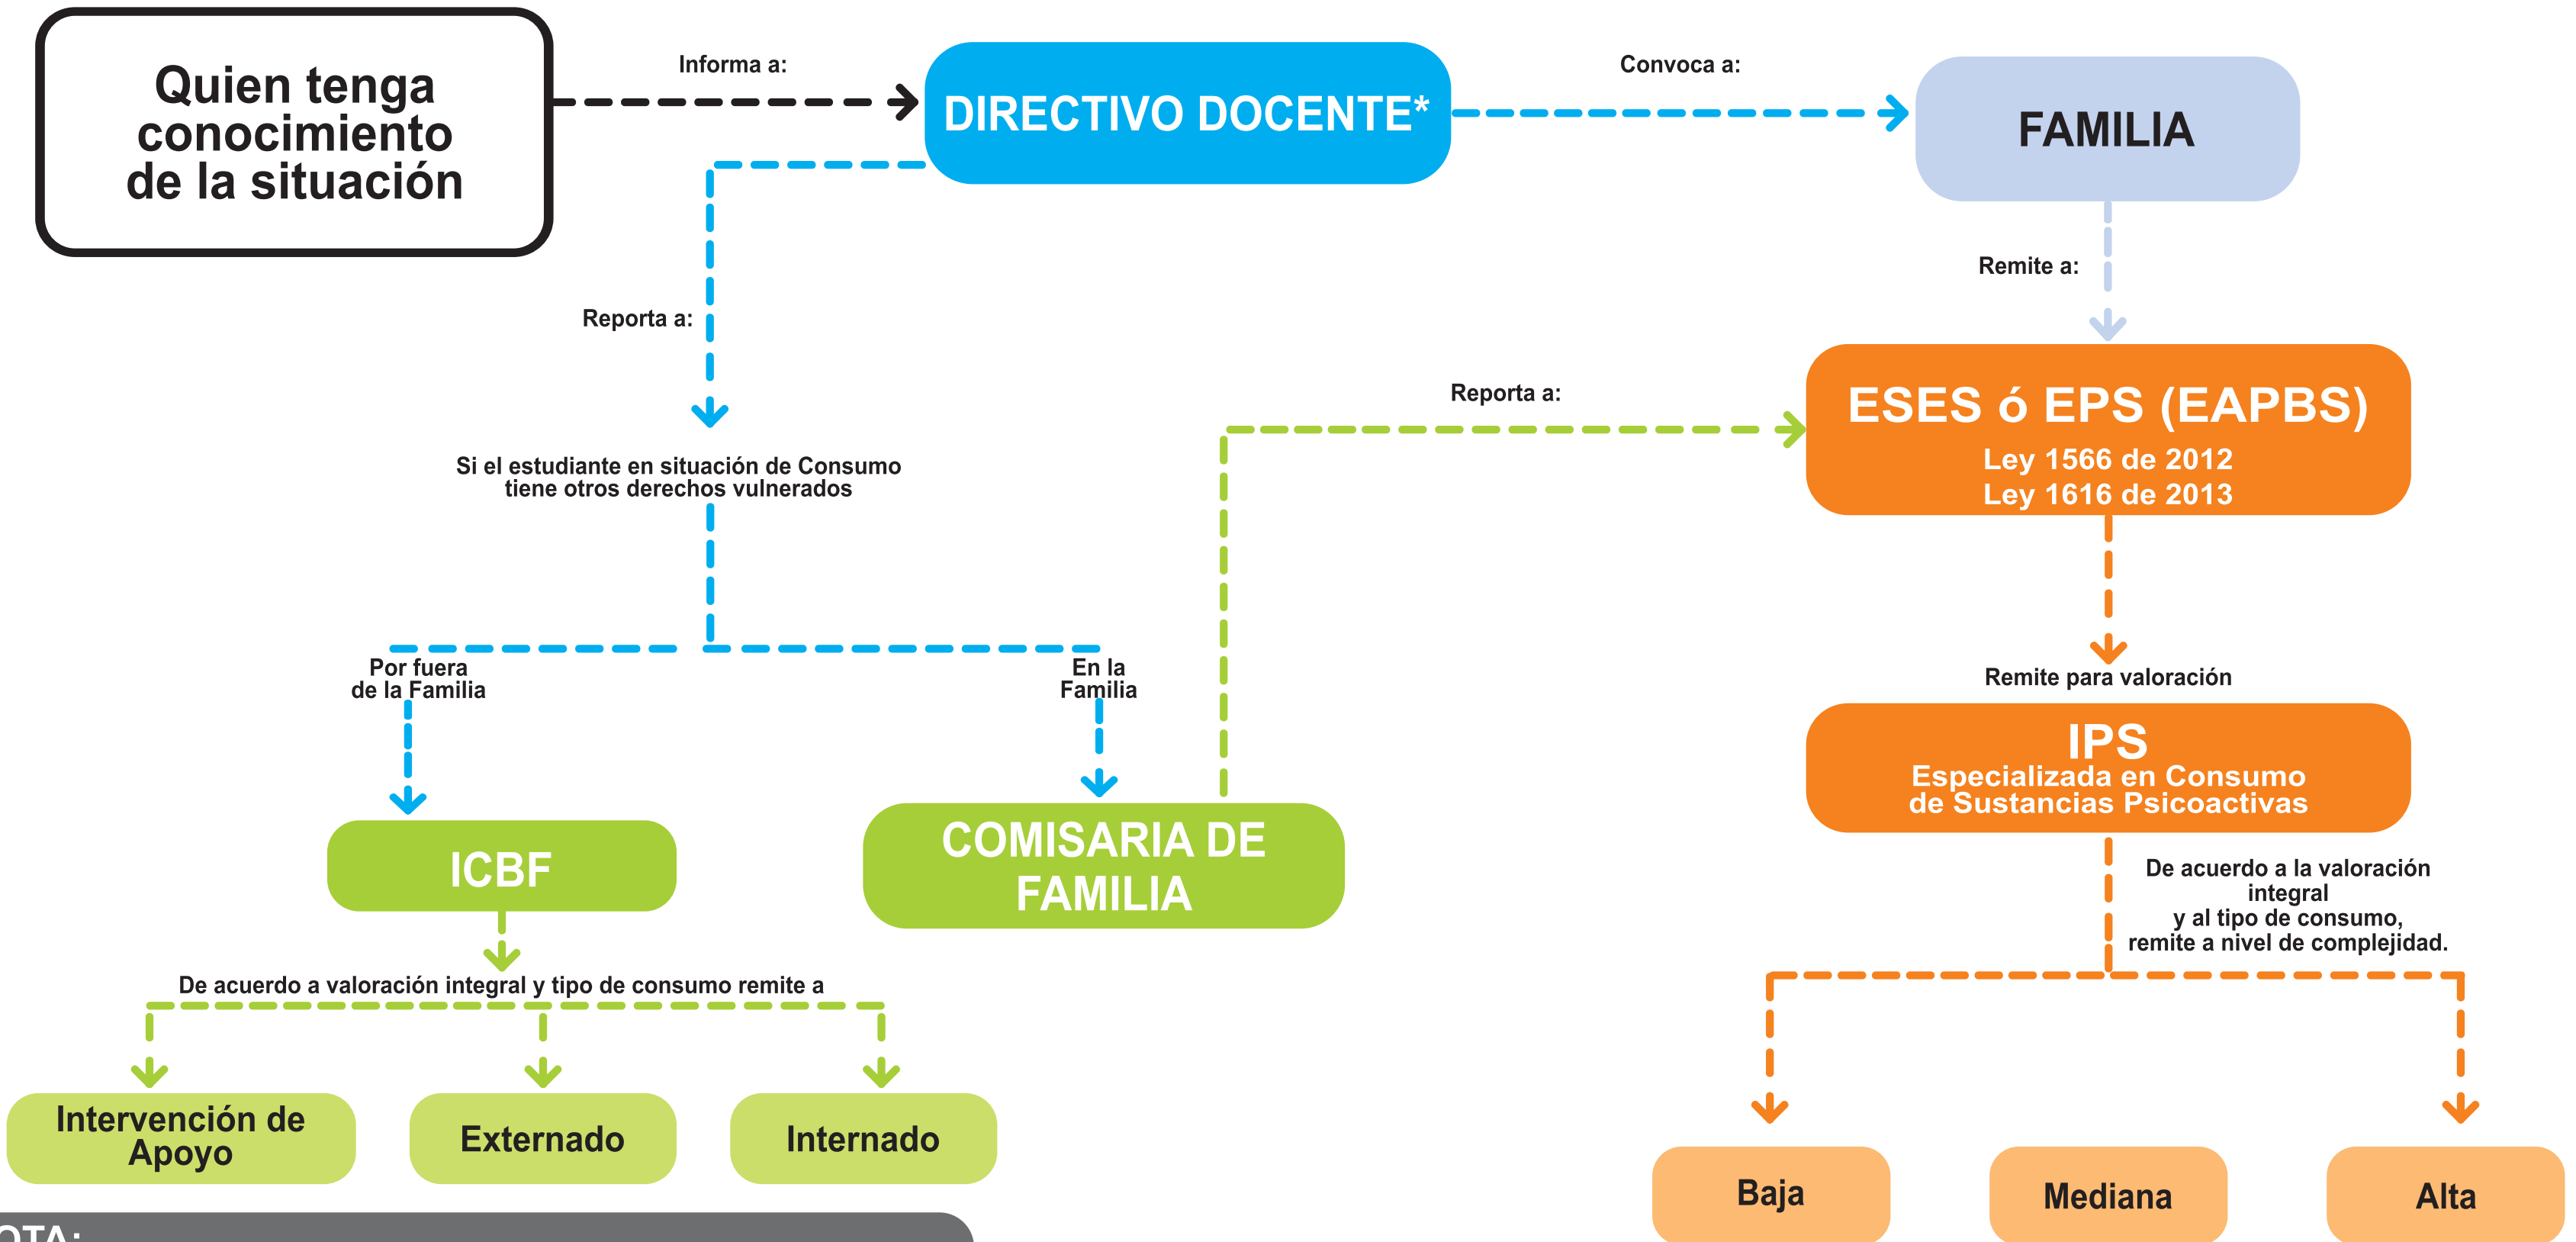 Quien tenga
conocimiento
de la situación
Informa a:
DIRECTIVO DOCENTE*
Convoca a:
FAMILIA
Remite a:
Reporta a:
Reporta a:
ESES ó EPS (EAPBS)
Ley 1566 de 2012
Ley 1616 de 2013
Si el estudiante en situación de Consumo
tiene otros derechos vulnerados
Por fuera
de la Familia
En la
Familia
Remite para valoración
IPS
Especializada en Consumo
de Sustancias Psicoactivas
ICBF
COMISARIA DE
FAMILIA
De acuerdo a la valoración
integral
y al tipo de consumo,
remite a nivel de complejidad.
De acuerdo a valoración integral y tipo de consumo remite a
Intervención de
Apoyo
Externado
Internado
Baja
Mediana
Alta